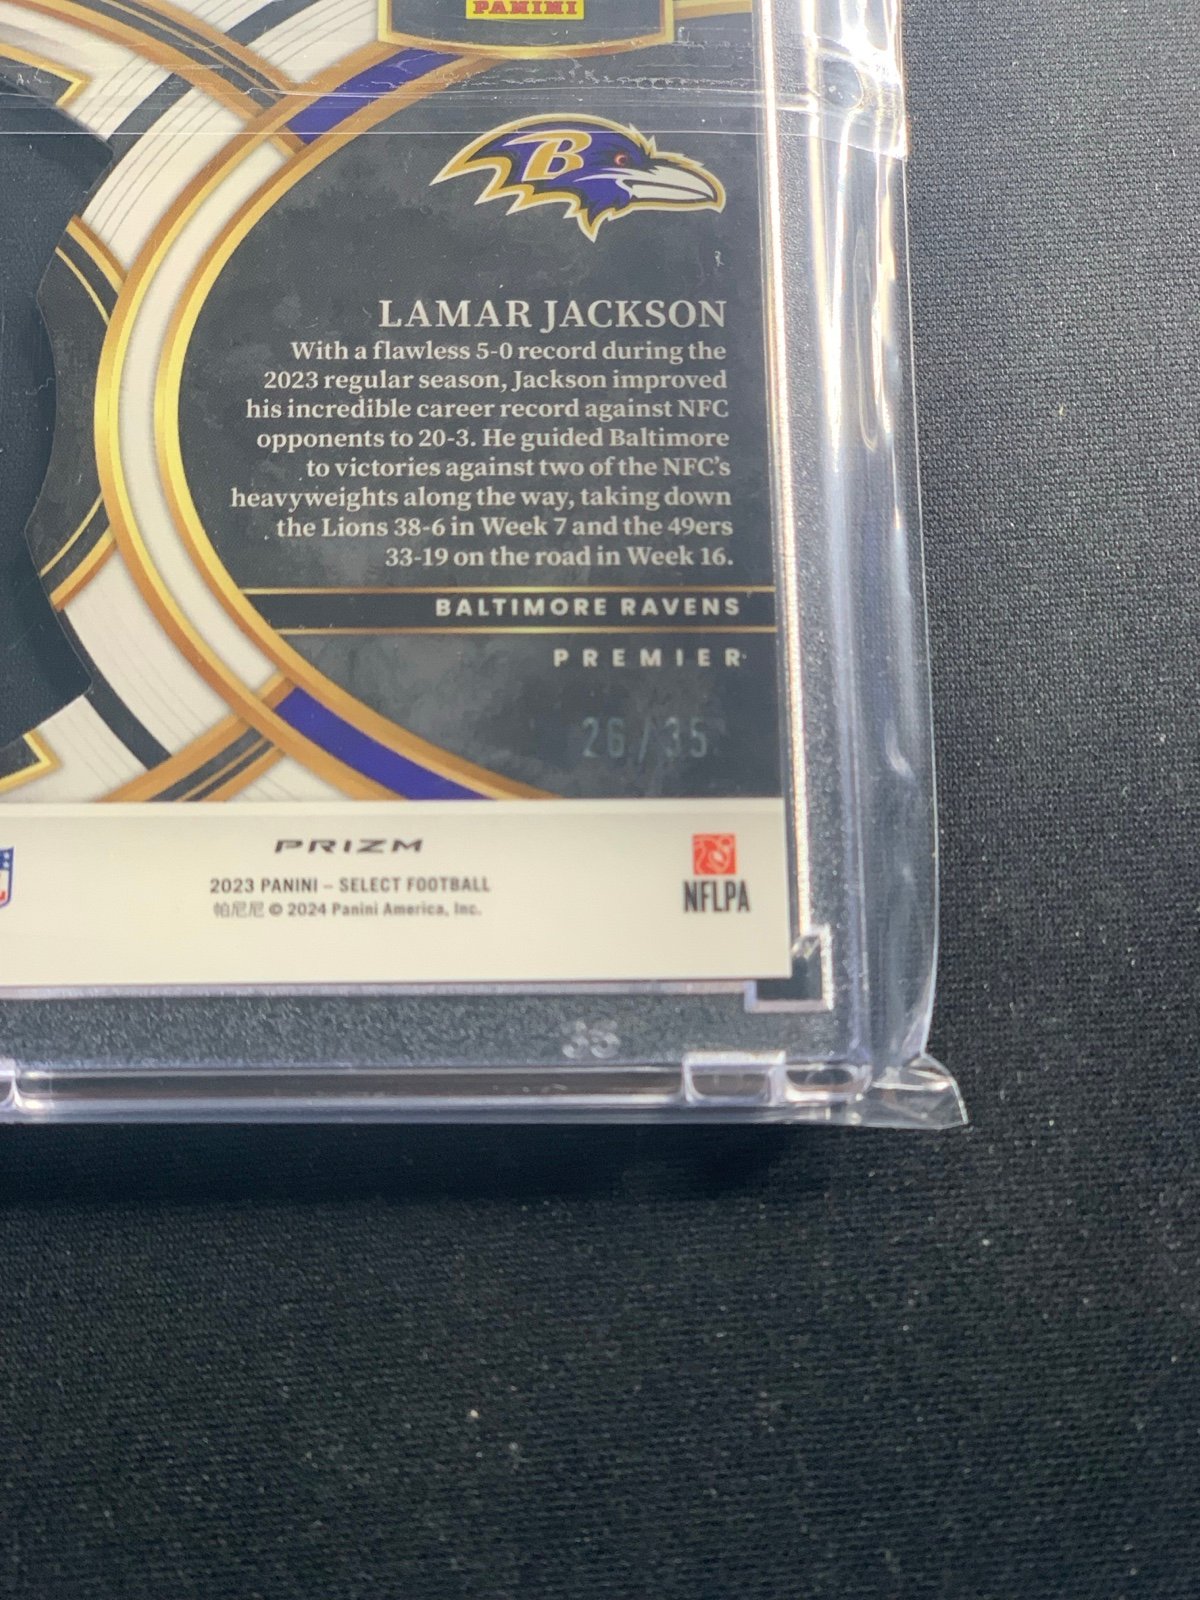 PANINI
B
LAMAR JACKSON
With a flawless 5-0 record during the
2023 regular season, Jackson improved
his incredible career record against NFC
opponents to 20-3. He guided Baltimore
to victories against two of the NFC's
heavyweights along the way, taking down
the Lions 38-6 in Week 7 and the 49ers
33-19 on the road in Week 16.
BALTIMORE RAVENS
PREMIER
26/35
PRIZM
2023 PANINI – SELECT FOOTBALL
帕尼尼 © 2024 Panini America, Inc.
NFLPA